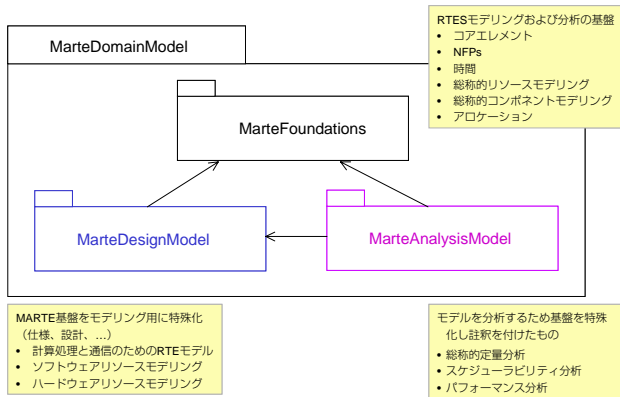 RTESモデリングおよび分析の基盤
• コアエレメント
• NFPs
• 時間
• 総称的リソースモデリング
• 総称的コンポーネントモデリング
• アロケーション
MarteDomainModel
MarteFoundations
MarteDesignModel
MarteAnalysisModel
MARTE基盤をモデリング用に特殊化
（仕様、設計、...）
• 計算処理と通信のためのRTEモデル
• ソフトウェアリソースモデリング
• ハードウェアリソースモデリング
モデルを分析するため基盤を特殊
化し註釈を付けたもの
• 総称的定量分析
• スケジューラビリティ分析
• パフォーマンス分析